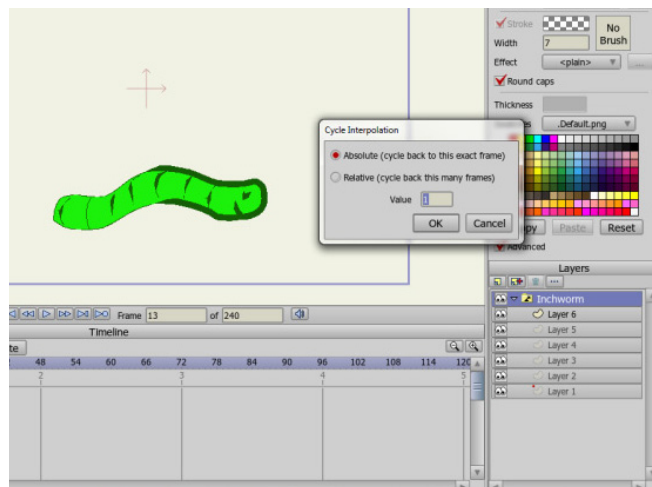 Stroke
No
Brush
Width 7
Effect <plain> ...
Round caps
Thickness
.Default.png
Cycle Interpolation
Absolute (cycle back to this exact frame)
Relative (cycle back this many frames)
Value 1
OK Cancel
Paste Reset
Advanced
Layers
Inchworm
Layer 6
Layer 5
Layer 4
Layer 3
Layer 2
Layer 1
Frame 13 of 240
Timeline
48 54 60 66 72 78 84 90 96 102 108 114 120
2 3 4 5